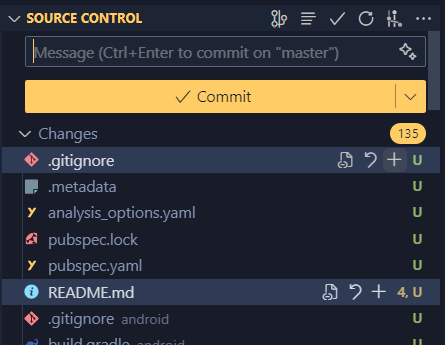 SOURCE CONTROL
Message (Ctrl+Enter to commit on "master")
Commit
Changes 135
.gitignore U
.metadata U
analysis_options.yaml U
pubspec.lock U
pubspec.yaml U
README.md 4, U
.gitignore android U
build.gradle android U